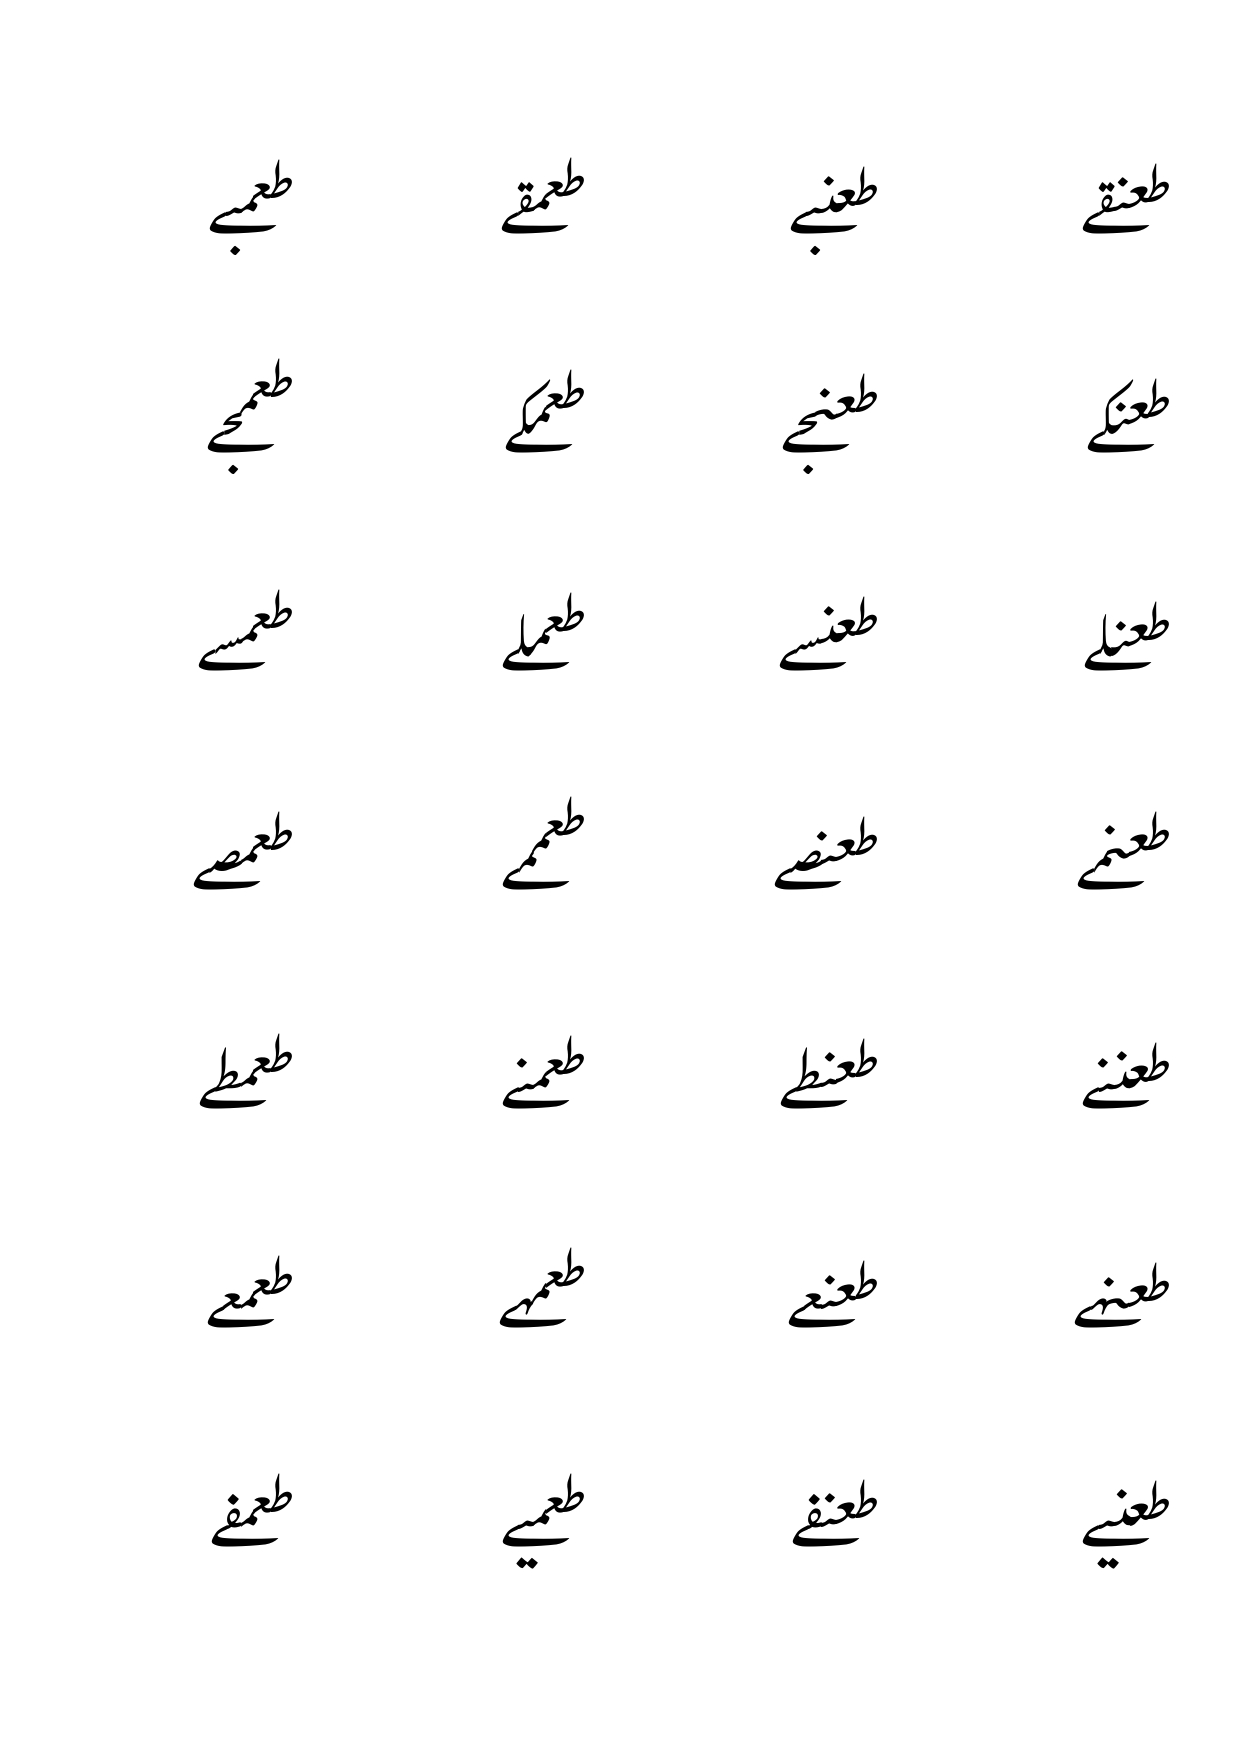 طعنقے طعنبے طعمقے طعمبے
طعنکے طعنجے طعمکے طعمجے
طعنلے طعنسے طعملے طعمسے
طعنمے طعنصے طعممے طعمصے
طعننے طعنطے طعمنے طعمطے
طعنہے طعنعے طعمہے طعمعے
طعنیے طعنفے طعمیے طعمفے